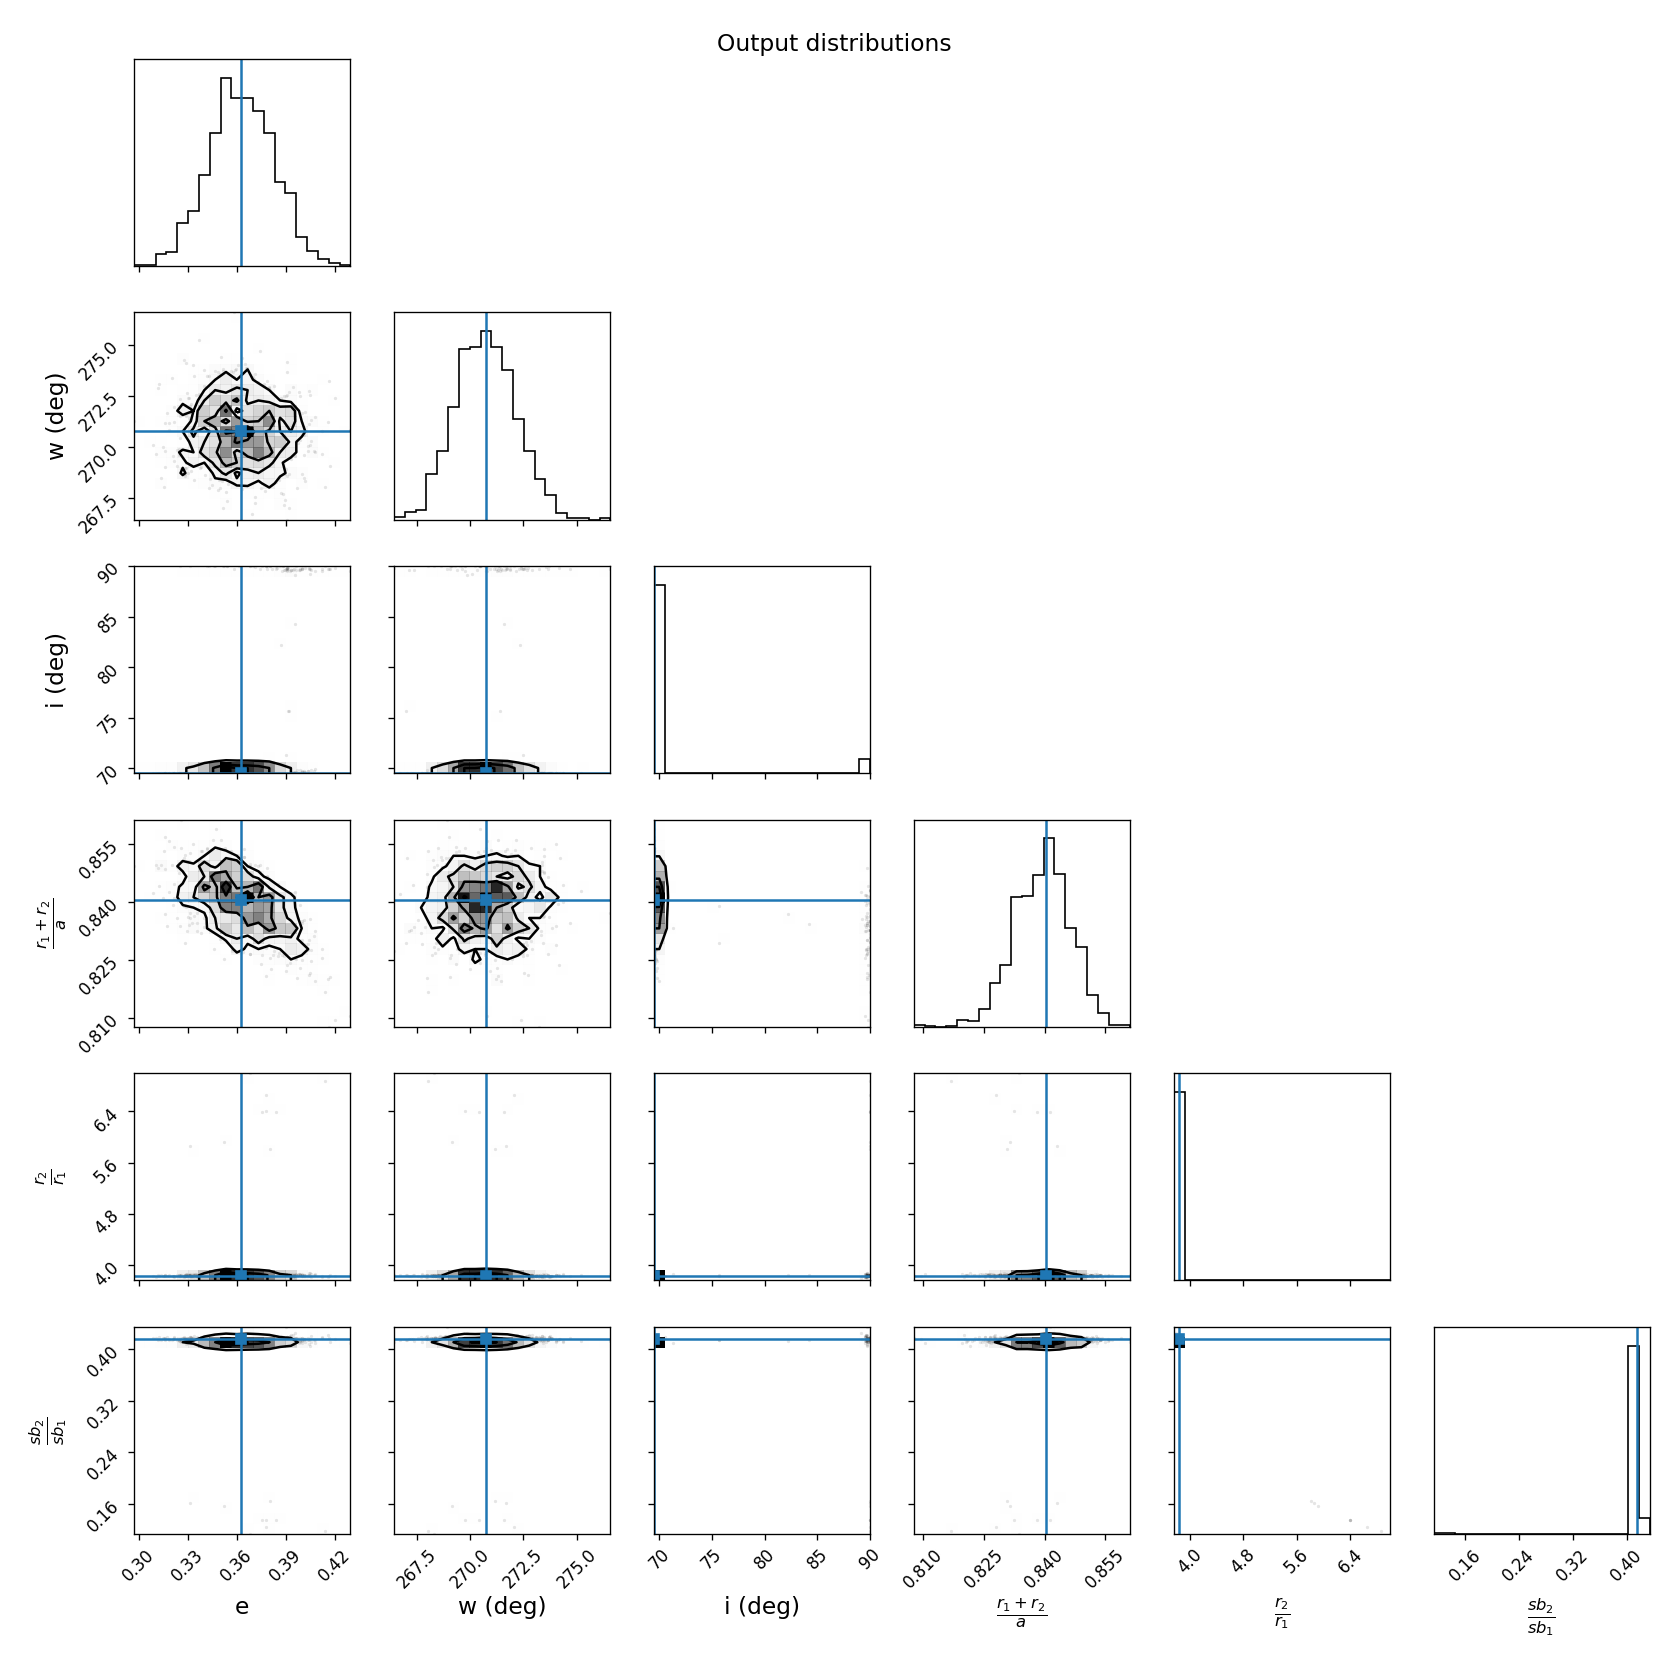 Output distributions
275.0
272.5
270.0
267.5
w (deg)
90
85
80
75
70
i (deg)
0.855
0.840
0.825
0.810
r₁ + r₂
a
6.4
5.6
4.8
4.0
r₂
r₁
0.40
0.32
0.24
0.16
sb₂
sb₁
0.30 0.33 0.36 0.39 0.42
e
267.5 270.0 272.5 275.0
w (deg)
70 75 80 85 90
i (deg)
0.810 0.825 0.840 0.855
r₁ + r₂
a
4.0 4.8 5.6 6.4
r₂
r₁
0.16 0.24 0.32 0.40
sb₂
sb₁